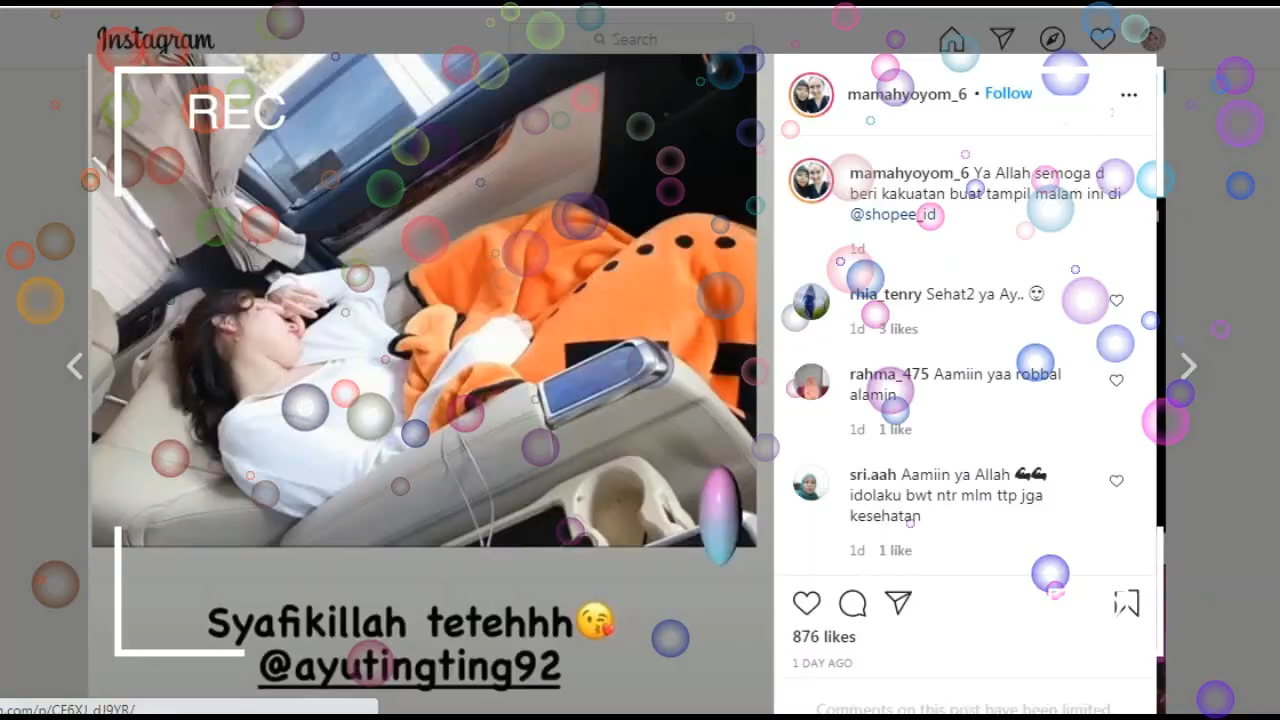 Instagram
Search
REC
mamahyoyom_6 • Follow
mamahyoyom_6 Ya Allah semoga d
beri kakuatan buat tampil malam ini di
@shopee_id
1d
rhia_tenry Sehat2 ya Ay..
1d 3 likes
rahma_475 Aamiin yaa robbal
alamin
1d 1 like
sri.aah Aamiin ya Allah
idolaku bwt ntr mlm ttp jga
kesehatan
1d 1 like
876 likes
1 DAY AGO
Comments on this post have been limited
Syafikillah tetehhh
@ayutingting92